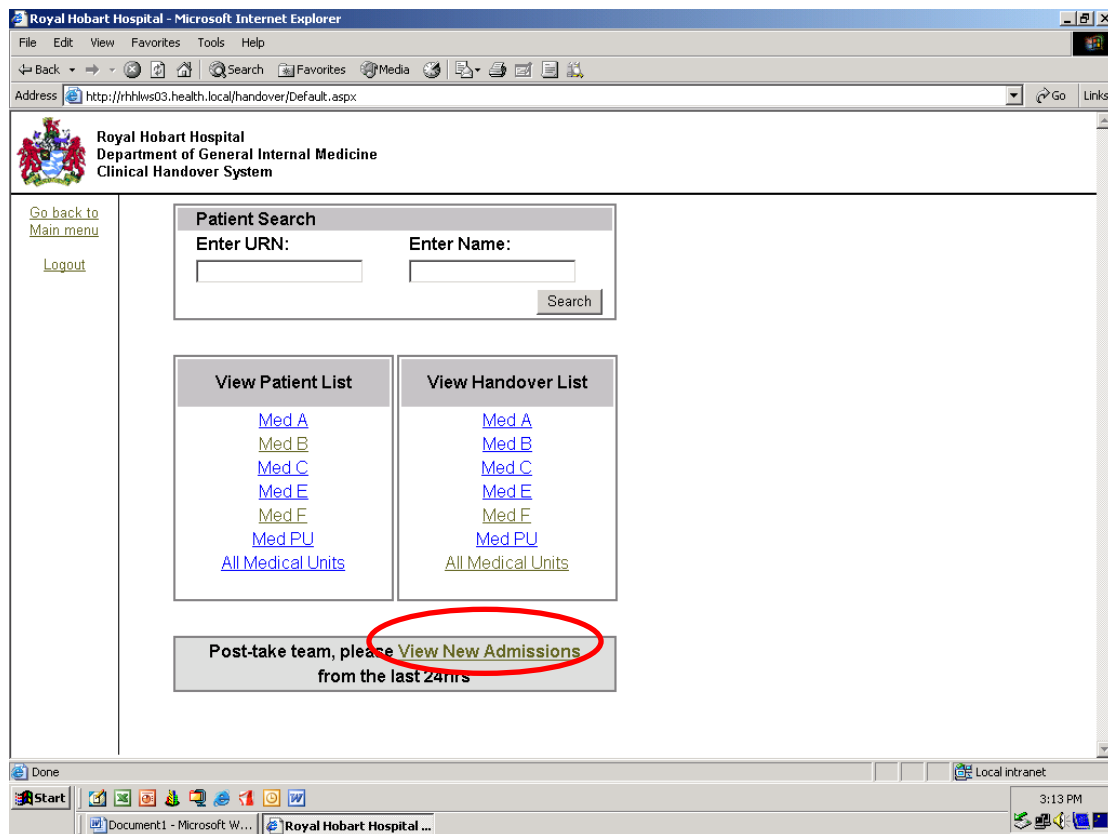 Royal Hobart Hospital - Microsoft Internet Explorer
File Edit View Favorites Tools Help
Back Search Favorites Media
Address http://rhhlws03.health.local/handover/Default.aspx Go Links
Royal Hobart Hospital
Department of General Internal Medicine
Clinical Handover System
Go back to
Main menu
Logout
Patient Search
Enter URN: Enter Name:
Search
View Patient List
Med A
Med B
Med C
Med E
Med F
Med PU
All Medical Units
View Handover List
Med A
Med B
Med C
Med E
Med F
Med PU
All Medical Units
Post-take team, please View New Admissions
from the last 24hrs
Done Local intranet
Start 3:13 PM
Document1 - Microsoft W... Royal Hobart Hospital ...